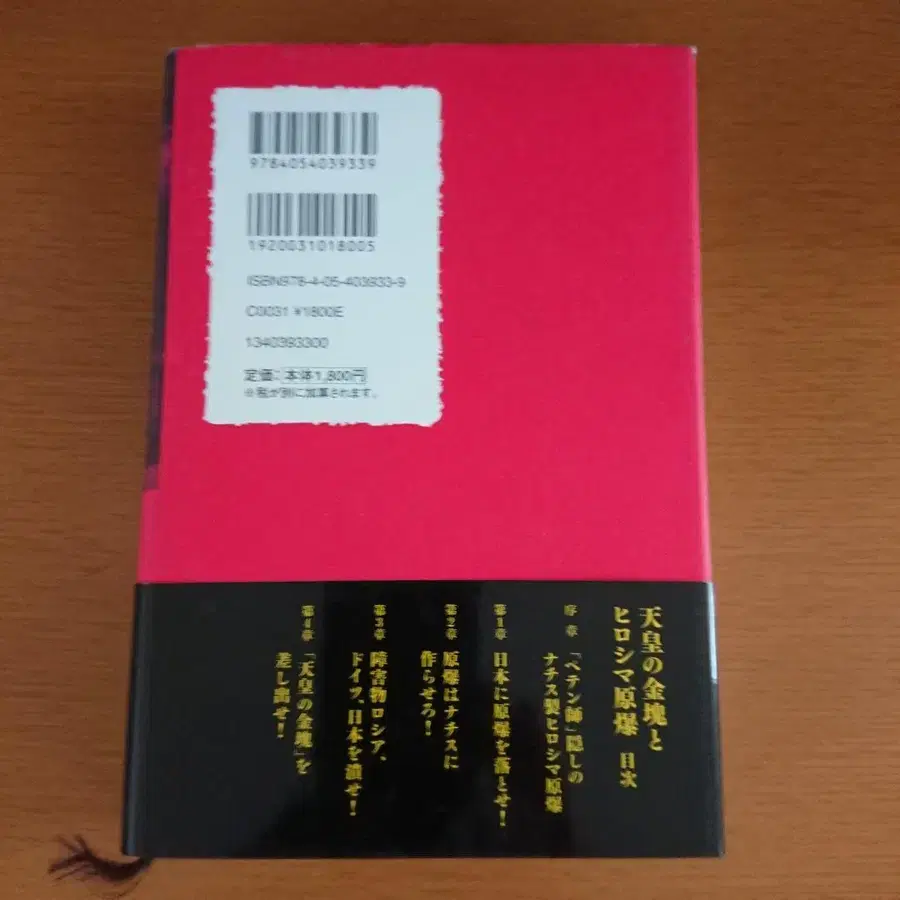 9784054039339
1920031018005
ISBN978-4-05-403933-9
C0031 ¥1800E
1340393300
定価：本体1,800円
※税が別に加算されます。
天皇の金塊と
ヒロシマ原爆 目次
序章 「ペテン師」隠しの
ナチス製ヒロシマ原爆
第1章 日本に原爆を落とせ！
第2章 原爆はナチスに
作らせろ！
第3章 障害物ロシア、
ドイツ、日本を潰せ！
第4章 「天皇の金塊」を
差し出せ！